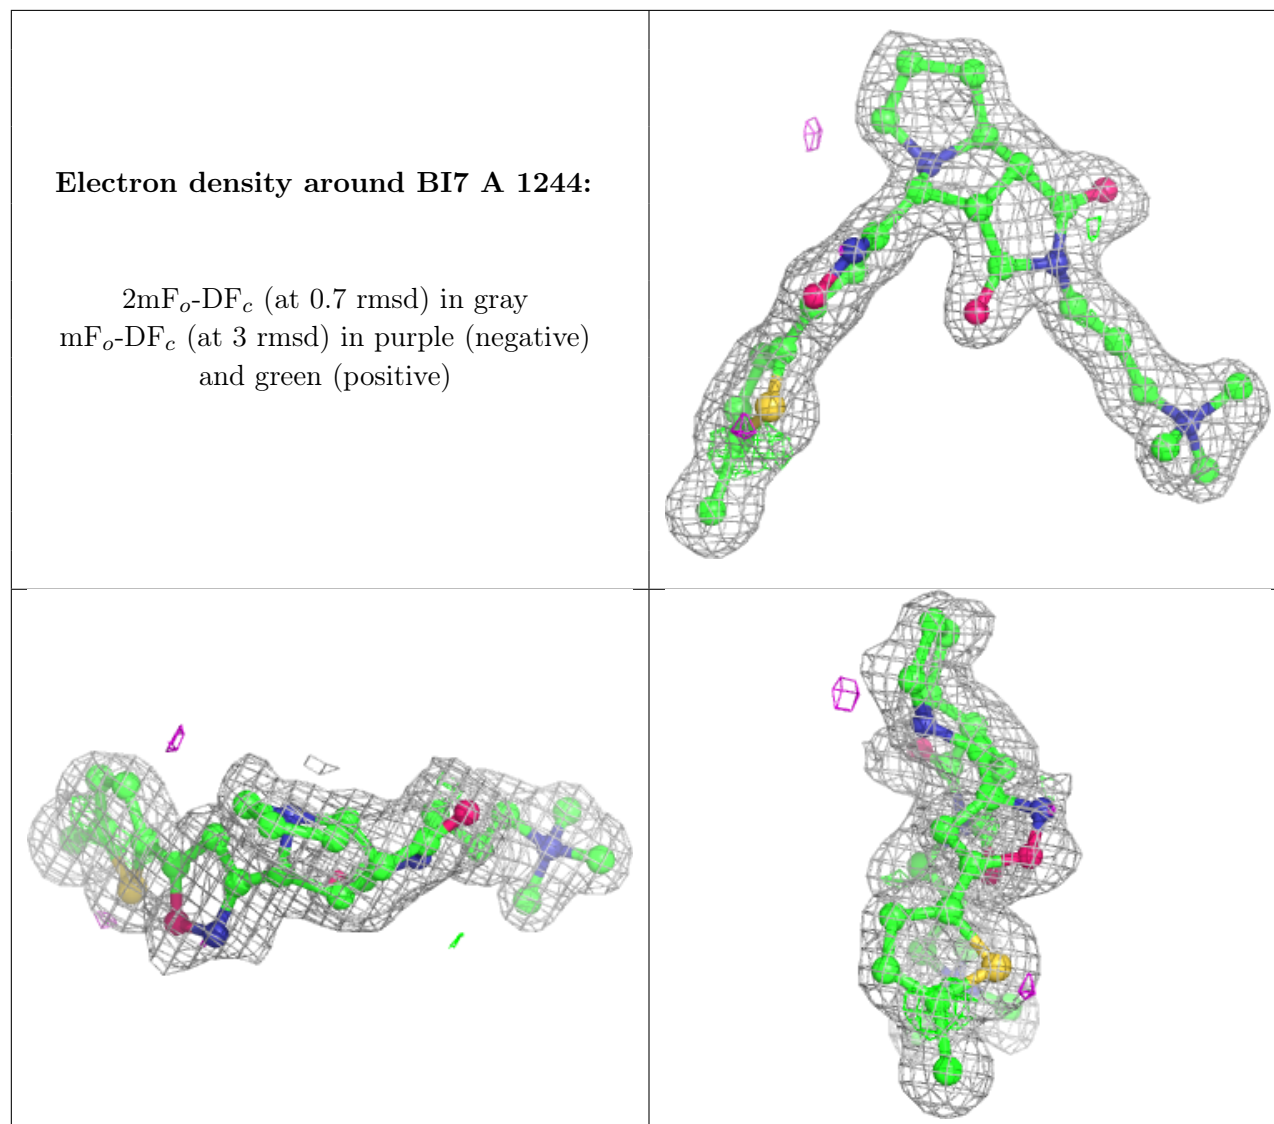 Electron density around BI7 A 1244:
2mFₒ-DF𝒸 (at 0.7 rmsd) in gray
mFₒ-DF𝒸 (at 3 rmsd) in purple (negative)
and green (positive)